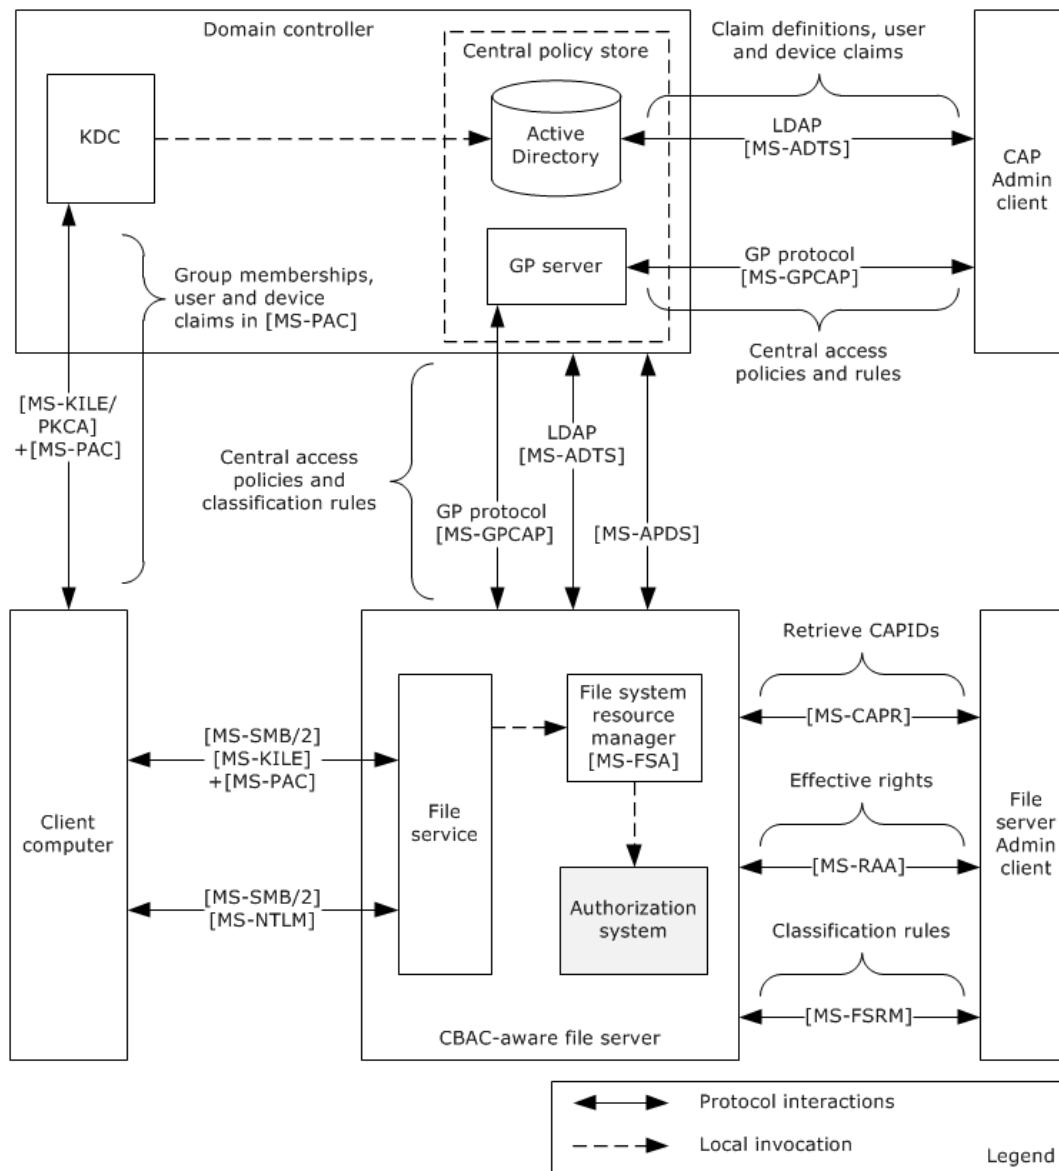 Domain controller
Central policy store
KDC
Active
Directory
GP server
Claim definitions, user
and device claims
LDAP
[MS-ADTS]
GP protocol
[MS-GPCAP]
Central access
policies and rules
CAP
Admin
client
Group memberships,
user and device
claims in [MS-PAC]
[MS-KILE/
PKCA]
+[MS-PAC]
Central access
policies and
classification rules
GP protocol
[MS-GPCAP]
LDAP
[MS-ADTS]
[MS-APDS]
Client
computer
[MS-SMB/2]
[MS-KILE]
+[MS-PAC]
[MS-SMB/2]
[MS-NTLM]
File
service
File system
resource
manager
[MS-FSA]
Authorization
system
CBAC-aware file server
Retrieve CAPIDs
[MS-CAPR]
Effective rights
[MS-RAA]
Classification rules
[MS-FSRM]
File
server
Admin
client
Protocol interactions
Local invocation
Legend